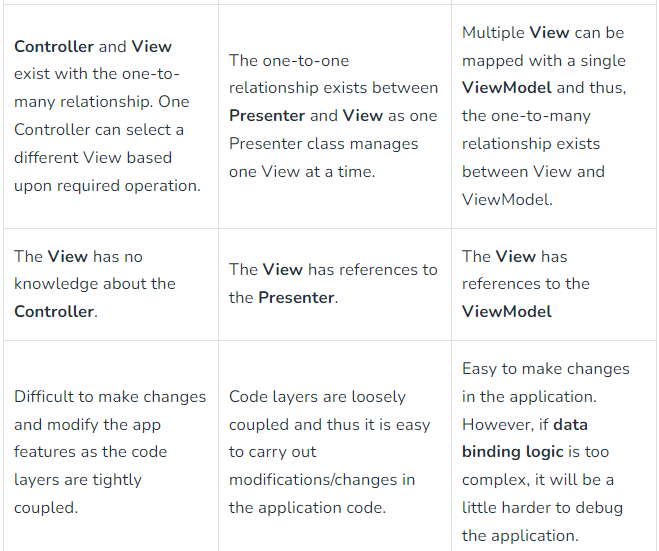 Controller and View
exist with the one-to-
many relationship. One
Controller can select a
different View based
upon required operation.
The one-to-one
relationship exists between
Presenter and View as one
Presenter class manages
one View at a time.
Multiple View can be
mapped with a single
ViewModel and thus,
the one-to-many
relationship exists
between View and
ViewModel.
The View has no
knowledge about the
Controller.
The View has references to
the Presenter.
The View has
references to the
ViewModel
Difficult to make changes
and modify the app
features as the code
layers are tightly
coupled.
Code layers are loosely
coupled and thus it is easy
to carry out
modifications/changes in
the application code.
Easy to make changes
in the application.
However, if data
binding logic is too
complex, it will be a
little harder to debug
the application.